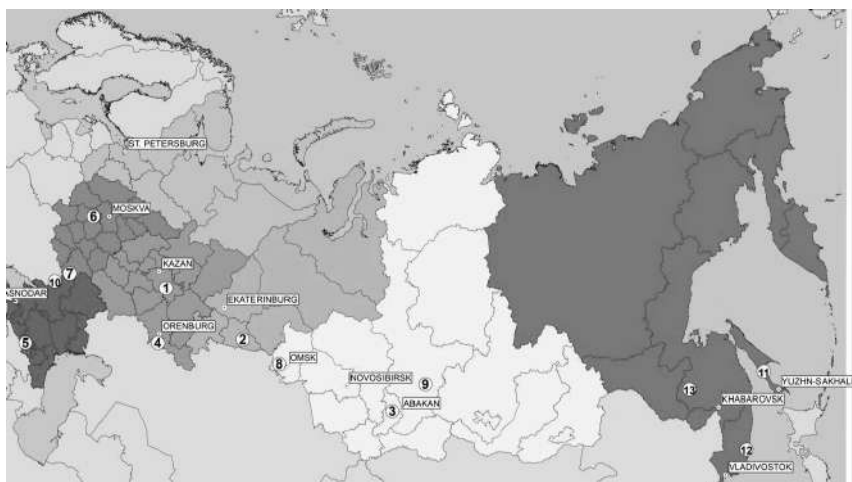 ST. PETERSBURG
6
MOSKVA
KAZAN
7
10
1
ASNODAR
EKATERINBURG
ORENBURG
5
4
2
8
OMSK
NOVOSIBIRSK
9
3
ABAKAN
11
YUZHN-SAKHAL
13
KHABAROVSK
12
VLADIVOSTOK